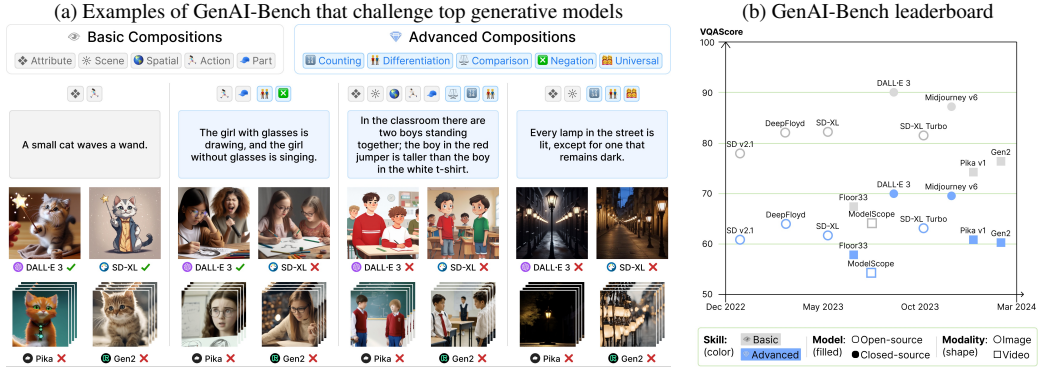 (a) Examples of GenAI-Bench that challenge top generative models
Basic Compositions
Attribute Scene Spatial Action Part
Advanced Compositions
Counting Differentiation Comparison Negation Universal
A small cat waves a wand.
The girl with glasses is
drawing, and the girl
without glasses is singing.
In the classroom there are
two boys standing
together; the boy in the red
jumper is taller than the boy
in the white t-shirt.
Every lamp in the street is
lit, except for one that
remains dark.
DALL·E 3 SD-XL DALL·E 3 SD-XL DALL·E 3 SD-XL DALL·E 3 SD-XL
Pika Gen2 Pika Gen2 Pika Gen2 Pika Gen2
(b) GenAI-Bench leaderboard
VQAScore
100
DALL·E 3
90
Midjourney v6
DeepFloyd SD-XL SD-XL Turbo
SD v2.1
80
Gen2
Pika v1
DALL·E 3
Midjourney v6
70
Floor33
ModelScope
DeepFloyd
SD-XL Turbo
SD v2.1 SD-XL Pika v1 Gen2
60
Floor33
ModelScope
50
Dec 2022 May 2023 Oct 2023 Mar 2024
Skill: Basic Model: Open-source Modality: Image
(color) Advanced (filled) Closed-source (shape) Video